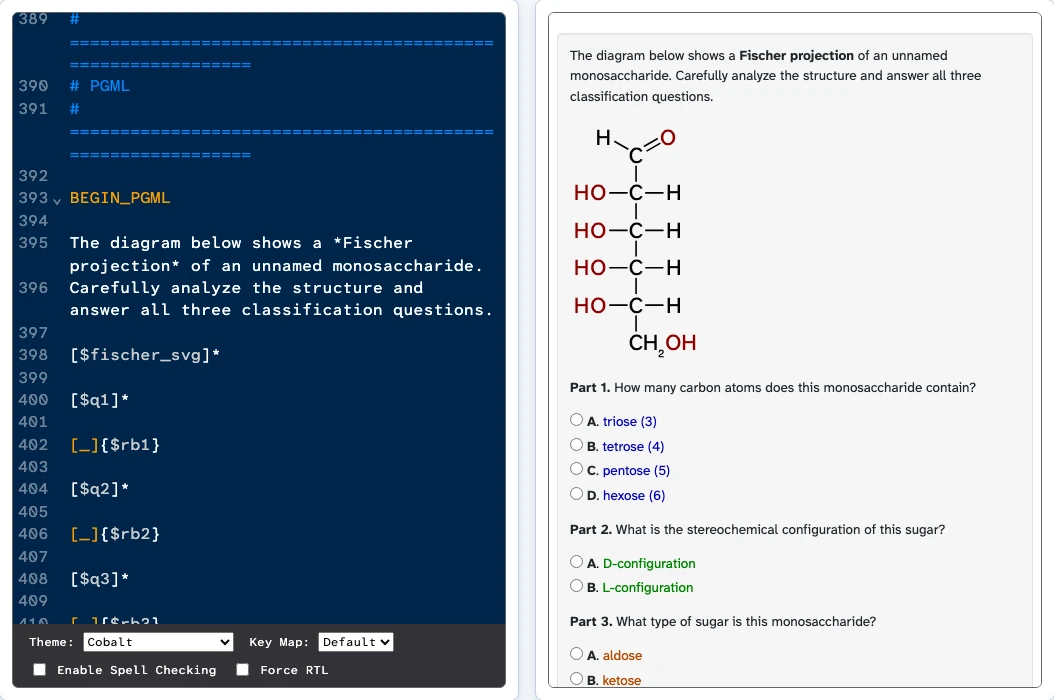 389 #
===============================================
====================
390 # PGML
391 #
===============================================
====================
392
393 BEGIN_PGML
394
395 The diagram below shows a *Fischer
projection* of an unnamed monosaccharide.
396 Carefully analyze the structure and
answer all three classification questions.
397
398 [$fischer_svg]*
399
400 [$q1]*
401
402 [_]{$rb1}
403
404 [$q2]*
405
406 [_]{$rb2}
407
408 [$q3]*
409
410 [_]{$rb3}
Theme: Cobalt Key Map: Default
Enable Spell Checking Force RTL
The diagram below shows a Fischer projection of an unnamed
monosaccharide. Carefully analyze the structure and answer all three
classification questions.
H O
C
HO C H
HO C H
HO C H
HO C H
CH2OH
Part 1. How many carbon atoms does this monosaccharide contain?
A. triose (3)
B. tetrose (4)
C. pentose (5)
D. hexose (6)
Part 2. What is the stereochemical configuration of this sugar?
A. D-configuration
B. L-configuration
Part 3. What type of sugar is this monosaccharide?
A. aldose
B. ketose